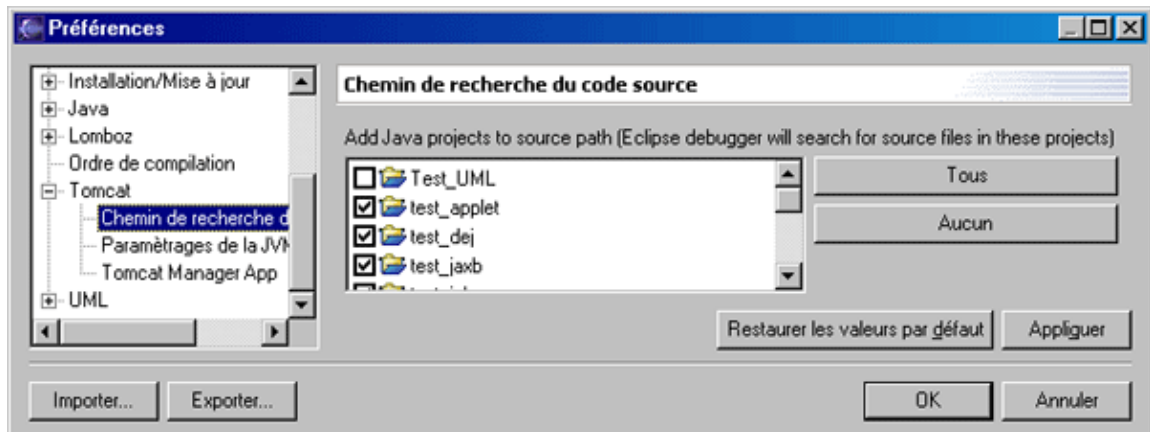 Préférences
Installation/Mise à jour
Java
Lomboz
Ordre de compilation
Tomcat
Chemin de recherche d
Paramètrages de la JVM
Tomcat Manager App
UML
Chemin de recherche du code source
Add Java projects to source path (Eclipse debugger will search for source files in these projects)
Test_UML
test_applet
test_dej
test_jaxb
Tous
Aucun
Restaurer les valeurs par défaut
Appliquer
Importer...
Exporter...
OK
Annuler